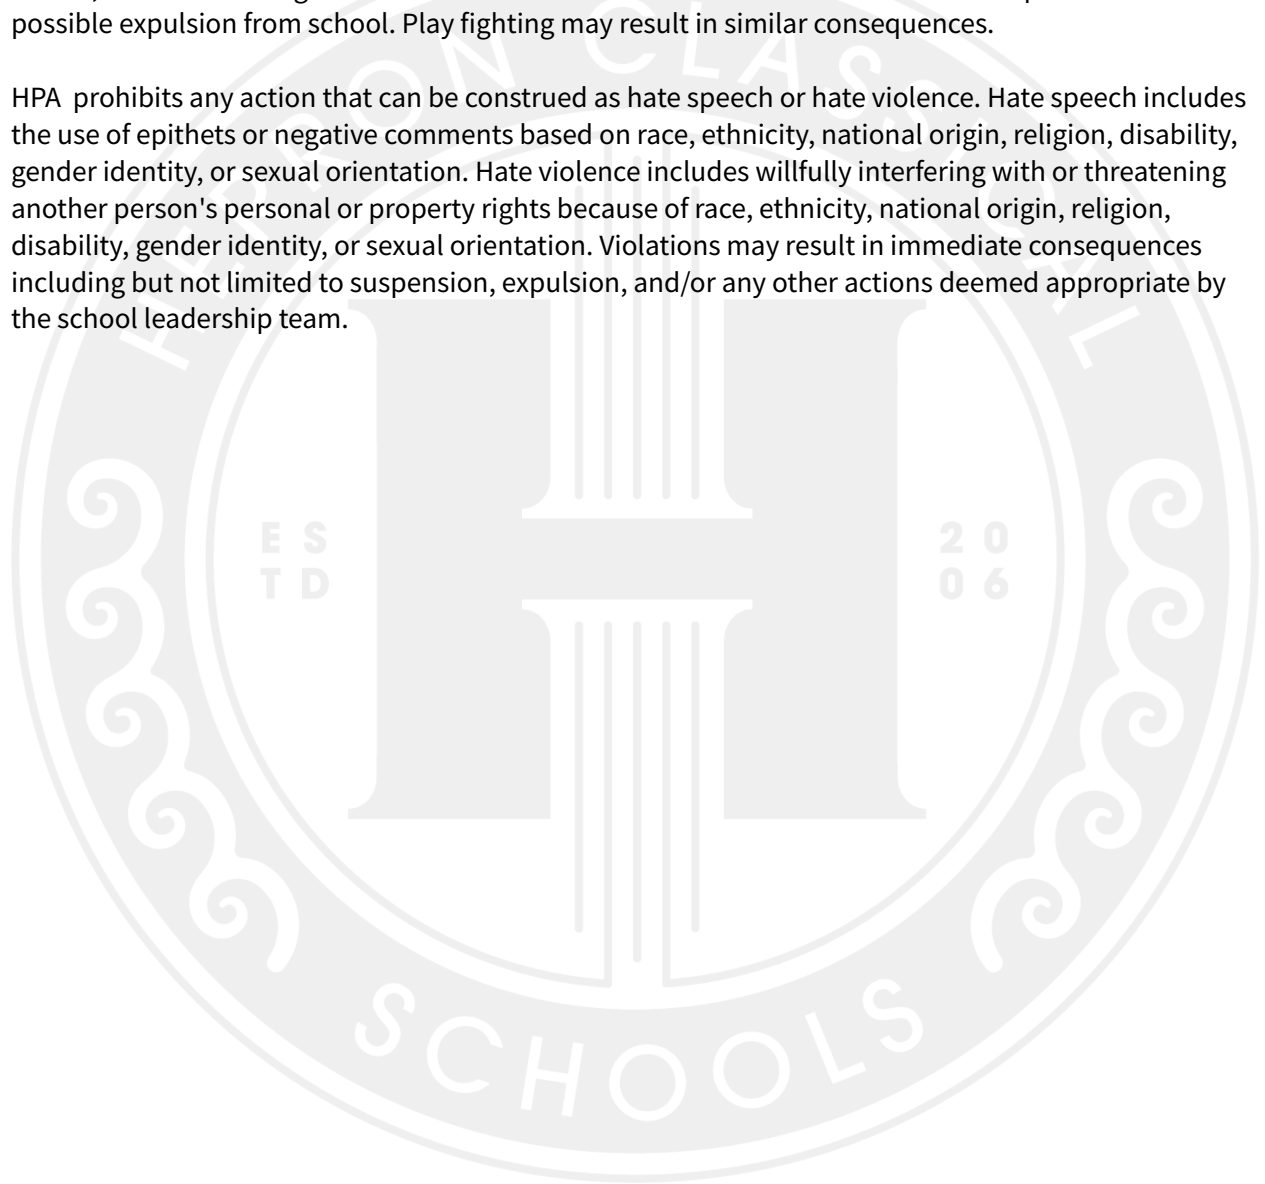 possible expulsion from school. Play fighting may result in similar consequences.
HPA  prohibits any action that can be construed as hate speech or hate violence. Hate speech includes
the use of epithets or negative comments based on race, ethnicity, national origin, religion, disability,
gender identity, or sexual orientation. Hate violence includes willfully interfering with or threatening
another person's personal or property rights because of race, ethnicity, national origin, religion,
disability, gender identity, or sexual orientation. Violations may result in immediate consequences
including but not limited to suspension, expulsion, and/or any other actions deemed appropriate by
the school leadership team.
HERRON CLASSICAL
ES
TD
20
06
SCHOOLS